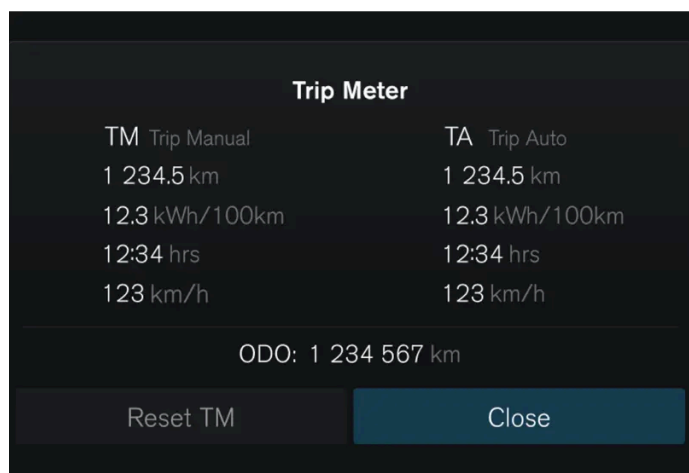 Trip Meter
TM Trip Manual
1 234.5 km
12.3 kWh/100km
12:34 hrs
123 km/h
TA Trip Auto
1 234.5 km
12.3 kWh/100km
12:34 hrs
123 km/h
ODO: 1 234 567 km
Reset TM
Close